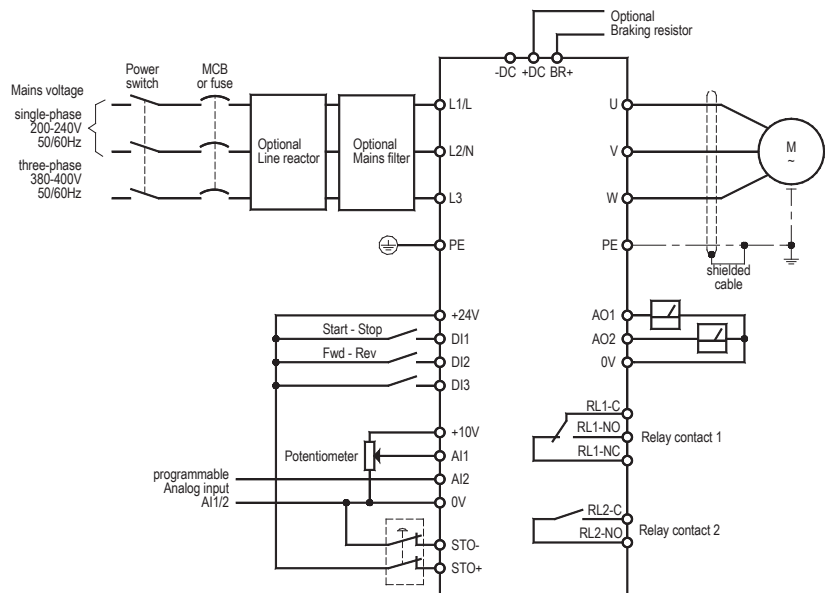 Optional
Braking resistor
-DC +DC BR+
Power
switch
MCB
or fuse
Mains voltage
single-phase
200-240V
50/60Hz
three-phase
380-400V
50/60Hz
Optional
Line reactor
Optional
Mains filter
L1/L
L2/N
L3
PE
U
V
W
PE
M
~
shielded
cable
+24V
Start - Stop
DI1
Fwd - Rev
DI2
DI3
+10V
Potentiometer
AI1
programmable
Analog input
AI1/2
AI2
0V
STO-
STO+
AO1
AO2
0V
RL1-C
RL1-NO
RL1-NC
Relay contact 1
RL2-C
RL2-NO
Relay contact 2